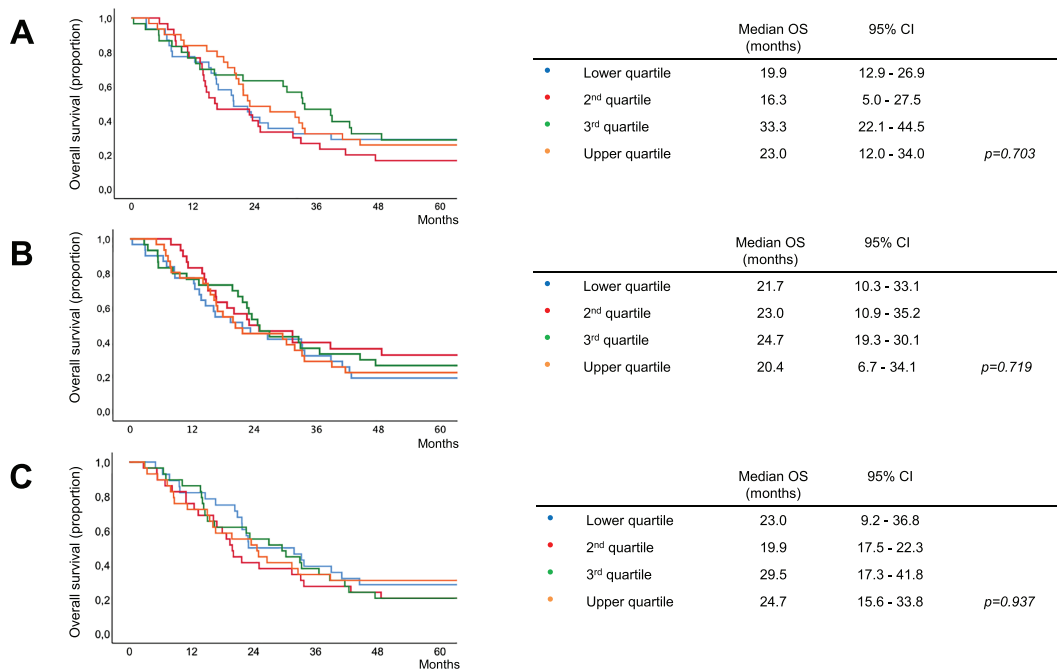 A
Overall survival (proportion)
1,0
0,8
0,6
0,4
0,2
0,0
0 12 24 36 48 60
Months
Median OS (months) 95% CI
Lower quartile 19.9 12.9 - 26.9
2nd quartile 16.3 5.0 - 27.5
3rd quartile 33.3 22.1 - 44.5
Upper quartile 23.0 12.0 - 34.0 p=0.703
B
Overall survival (proportion)
1,0
0,8
0,6
0,4
0,2
0,0
0 12 24 36 48 60
Months
Median OS (months) 95% CI
Lower quartile 21.7 10.3 - 33.1
2nd quartile 23.0 10.9 - 35.2
3rd quartile 24.7 19.3 - 30.1
Upper quartile 20.4 6.7 - 34.1 p=0.719
C
Overall survival (proportion)
1,0
0,8
0,6
0,4
0,2
0,0
0 12 24 36 48 60
Months
Median OS (months) 95% CI
Lower quartile 23.0 9.2 - 36.8
2nd quartile 19.9 17.5 - 22.3
3rd quartile 29.5 17.3 - 41.8
Upper quartile 24.7 15.6 - 33.8 p=0.937